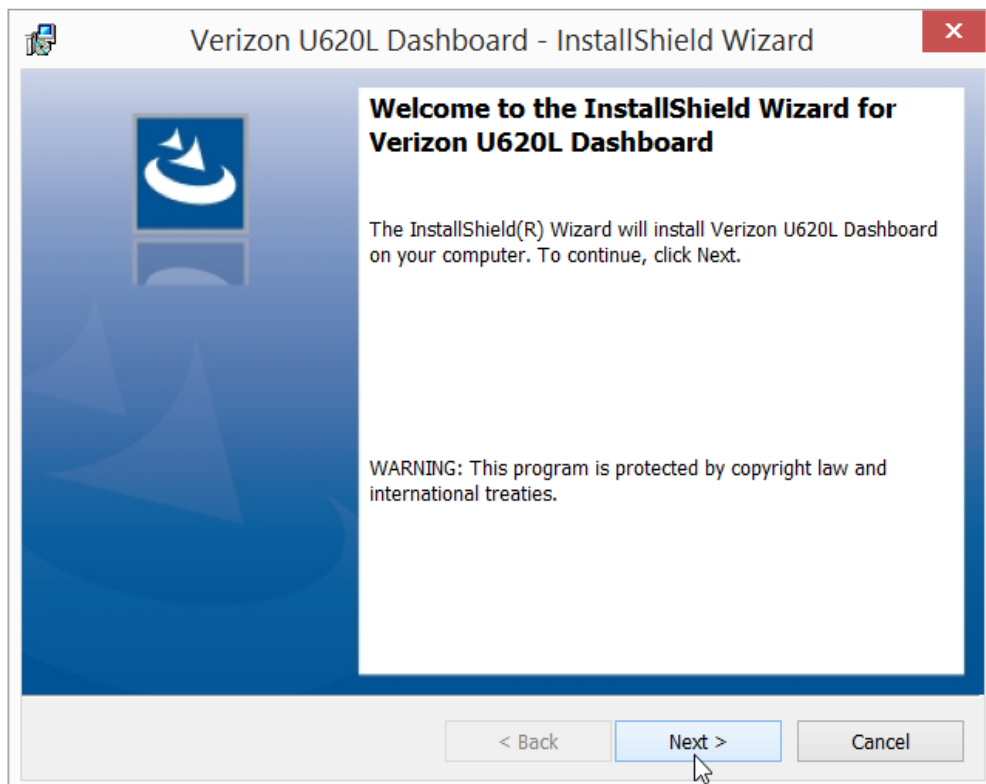 Verizon U620L Dashboard - InstallShield Wizard
x
Welcome to the InstallShield Wizard for
Verizon U620L Dashboard
The InstallShield(R) Wizard will install Verizon U620L Dashboard
on your computer. To continue, click Next.
WARNING: This program is protected by copyright law and
international treaties.
< Back
Next >
Cancel